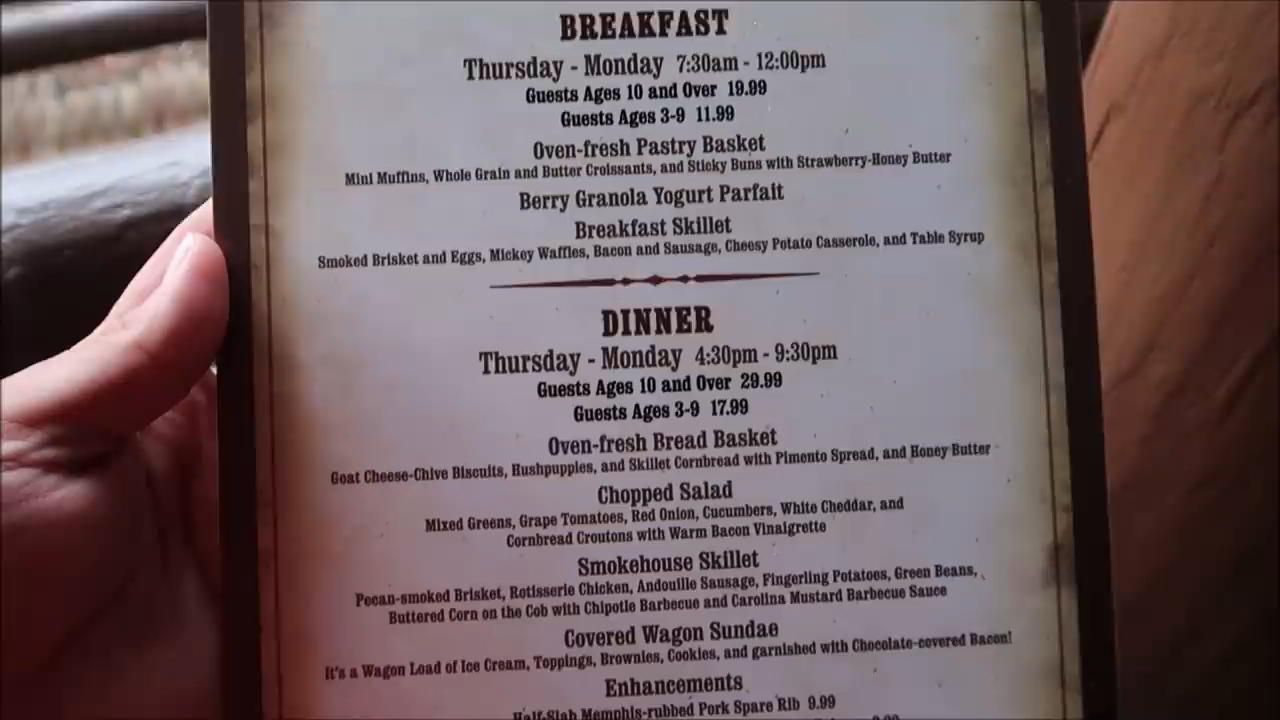 BREAKFAST
Thursday - Monday 7:30am - 12:00pm
Guests Ages 10 and Over 19.99
Guests Ages 3-9 11.99
Oven-fresh Pastry Basket
Mini Muffins, Whole Grain and Butter Croissants, and Sticky Buns with Strawberry-Honey Butter
Berry Granola Yogurt Parfait
Breakfast Skillet
Smoked Brisket and Eggs, Mickey Waffles, Bacon and Sausage, Cheesy Potato Casserole, and Table Syrup
DINNER
Thursday - Monday 4:30pm - 9:30pm
Guests Ages 10 and Over 29.99
Guests Ages 3-9 17.99
Oven-fresh Bread Basket
Goat Cheese-Chive Biscuits, Hushpuppies, and Skillet Cornbread with Pimento Spread, and Honey Butter
Chopped Salad
Mixed Greens, Grape Tomatoes, Red Onion, Cucumbers, White Cheddar, and
Cornbread Croutons with Warm Bacon Vinaigrette
Smokehouse Skillet
Pecan-smoked Brisket, Rotisserie Chicken, Andouille Sausage, Fingerling Potatoes, Green Beans,
Buttered Corn on the Cob with Chipotle Barbecue and Carolina Mustard Barbecue Sauce
Covered Wagon Sundae
It's a Wagon Load of Ice Cream, Toppings, Brownies, Cookies, and garnished with Chocolate-covered Bacon!
Enhancements
Half-Slab Memphis-rubbed Pork Spare Rib 9.99